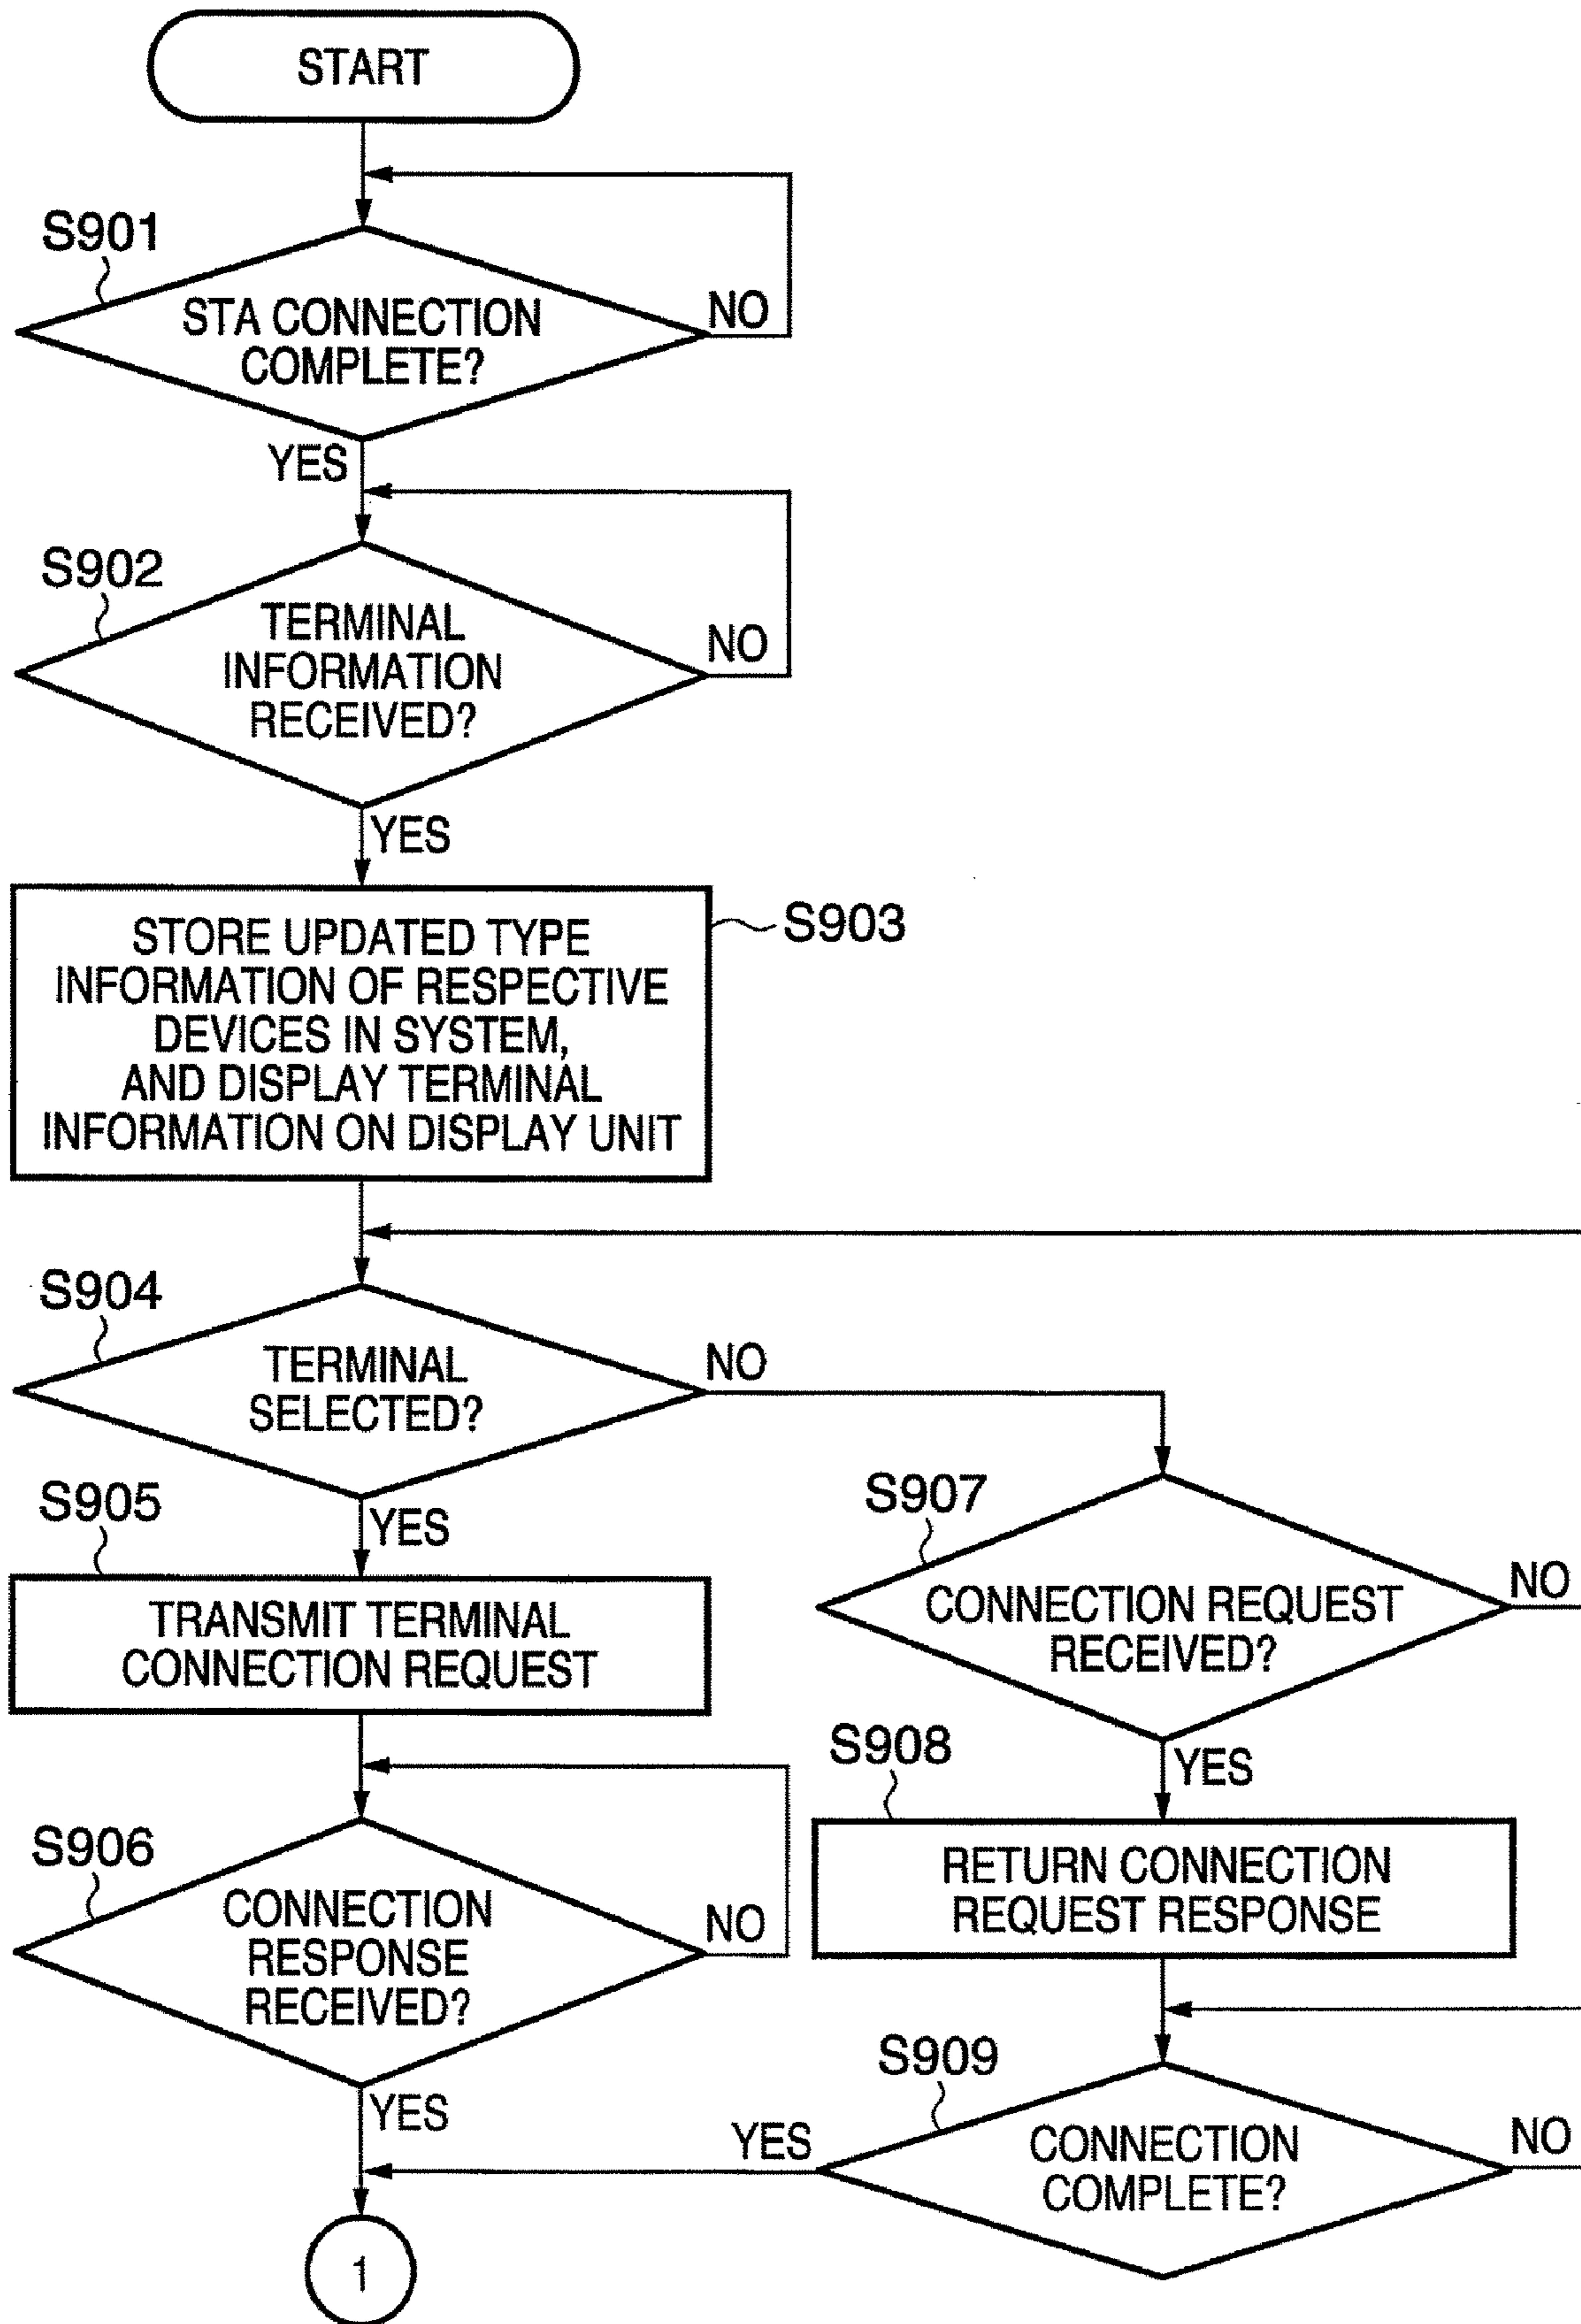 START
S901
STA CONNECTION
COMPLETE?
NO
YES
S902
TERMINAL
INFORMATION
RECEIVED?
NO
YES
STORE UPDATED TYPE
INFORMATION OF RESPECTIVE
DEVICES IN SYSTEM,
AND DISPLAY TERMINAL
INFORMATION ON DISPLAY UNIT
S903
S904
TERMINAL
SELECTED?
NO
YES
S905
TRANSMIT TERMINAL
CONNECTION REQUEST
S906
CONNECTION
RESPONSE
RECEIVED?
NO
YES
S907
CONNECTION REQUEST
RECEIVED?
NO
YES
S908
RETURN CONNECTION
REQUEST RESPONSE
S909
CONNECTION
COMPLETE?
NO
YES
1